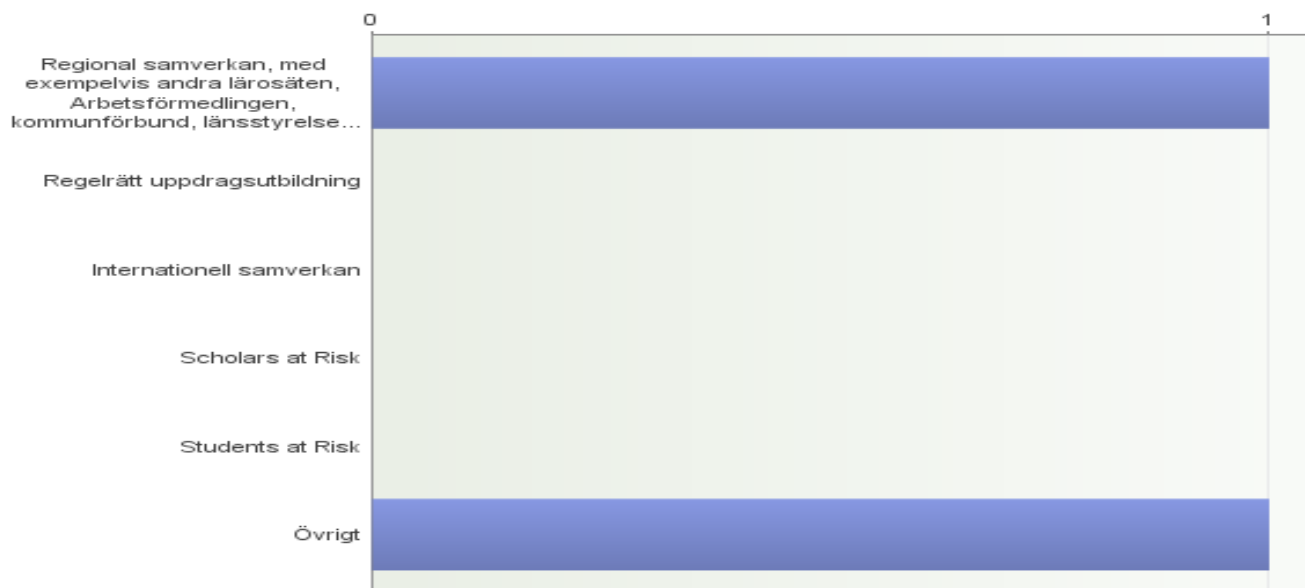 0 1
Regional samverkan, med
exempelvis andra lärosäten,
Arbetsförmedlingen,
kommunförbund, länsstyrelse...
Regelrätt uppdragsutbildning
Internationell samverkan
Scholars at Risk
Students at Risk
Övrigt